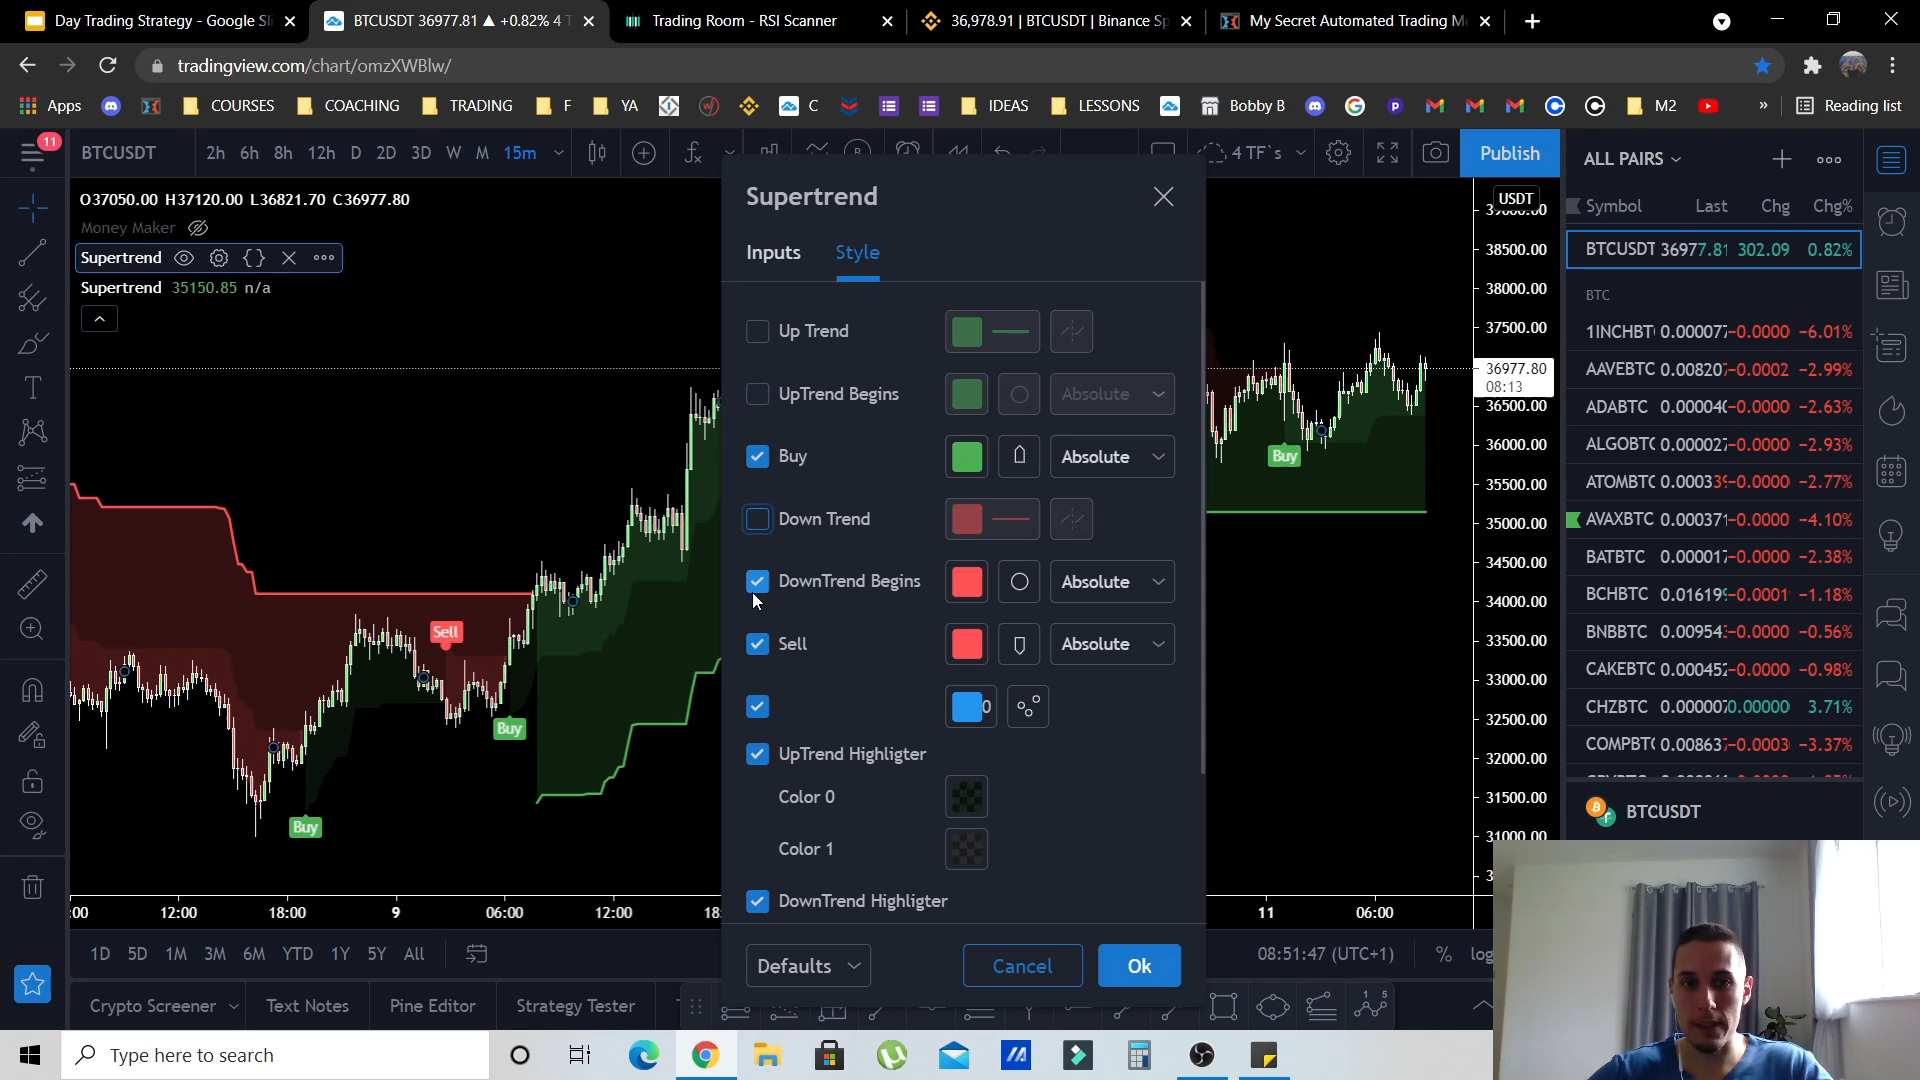 Day Trading Strategy - Google Sli
BTCUSDT 36977.81 ▲ +0.82% 4 T
Trading Room - RSI Scanner
36,978.91 | BTCUSDT | Binance Sp
My Secret Automated Trading M
tradingview.com/chart/omzXWBlw/
Apps
COURSES
COACHING
TRADING
F
YA
C
IDEAS
LESSONS
Bobby B
M2
»
Reading list
11
BTCUSDT
2h 6h 8h 12h D 2D 3D W M 15m
4 TF`s
Publish
ALL PAIRS
O37050.00 H37120.00 L36821.70 C36977.80
Money Maker
Supertrend
Supertrend 35150.85 n/a
Supertrend
Inputs
Style
Up Trend
UpTrend Begins
Absolute
Buy
Absolute
Down Trend
DownTrend Begins
Absolute
Sell
Absolute
0
UpTrend Highligter
Color 0
Color 1
DownTrend Highligter
Defaults
Cancel
Ok
Sell
Buy
Buy
Buy
USDT
38500.00
38000.00
37500.00
36977.80
08:13
36500.00
36000.00
35500.00
35000.00
34500.00
34000.00
33500.00
33000.00
32500.00
32000.00
31500.00
31000.00
:00
12:00
18:00
9
06:00
12:00
18:
11
06:00
Symbol Last Chg Chg%
BTCUSDT 36977.81 302.09 0.82%
BTC
1INCHBT 0.000077 -0.0000 -6.01%
AAVEBTC 0.00820 -0.0002 -2.99%
ADABTC 0.00004 -0.0000 -2.63%
ALGOBTC 0.00002 -0.0000 -2.93%
ATOMBTC 0.00033 -0.0000 -2.77%
AVAXBTC 0.00037 -0.0000 -4.10%
BATBTC 0.00001 -0.0000 -2.38%
BCHBTC 0.01619 -0.0001 -1.18%
BNBBTC 0.00954 -0.0000 -0.56%
CAKEBTC 0.00045 -0.0000 -0.98%
CHZBTC 0.000007 0.00000 3.71%
COMPBT 0.00863 -0.0003 -3.37%
BTCUSDT
1D 5D 1M 3M 6M YTD 1Y 5Y All
08:51:47 (UTC+1)
%
log
Crypto Screener
Text Notes
Pine Editor
Strategy Tester
Type here to search